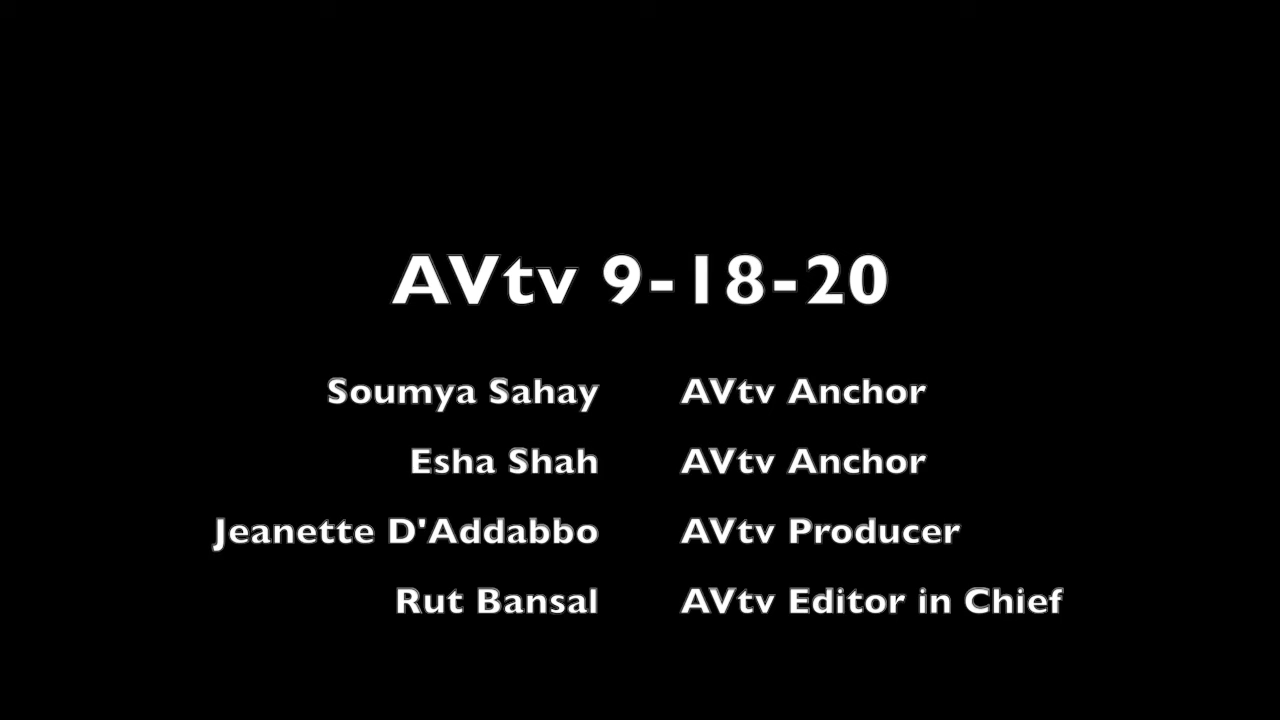 AVtv 9-18-20
Soumya Sahay AVtv Anchor
Esha Shah AVtv Anchor
Jeanette D'Addabbo AVtv Producer
Rut Bansal AVtv Editor in Chief